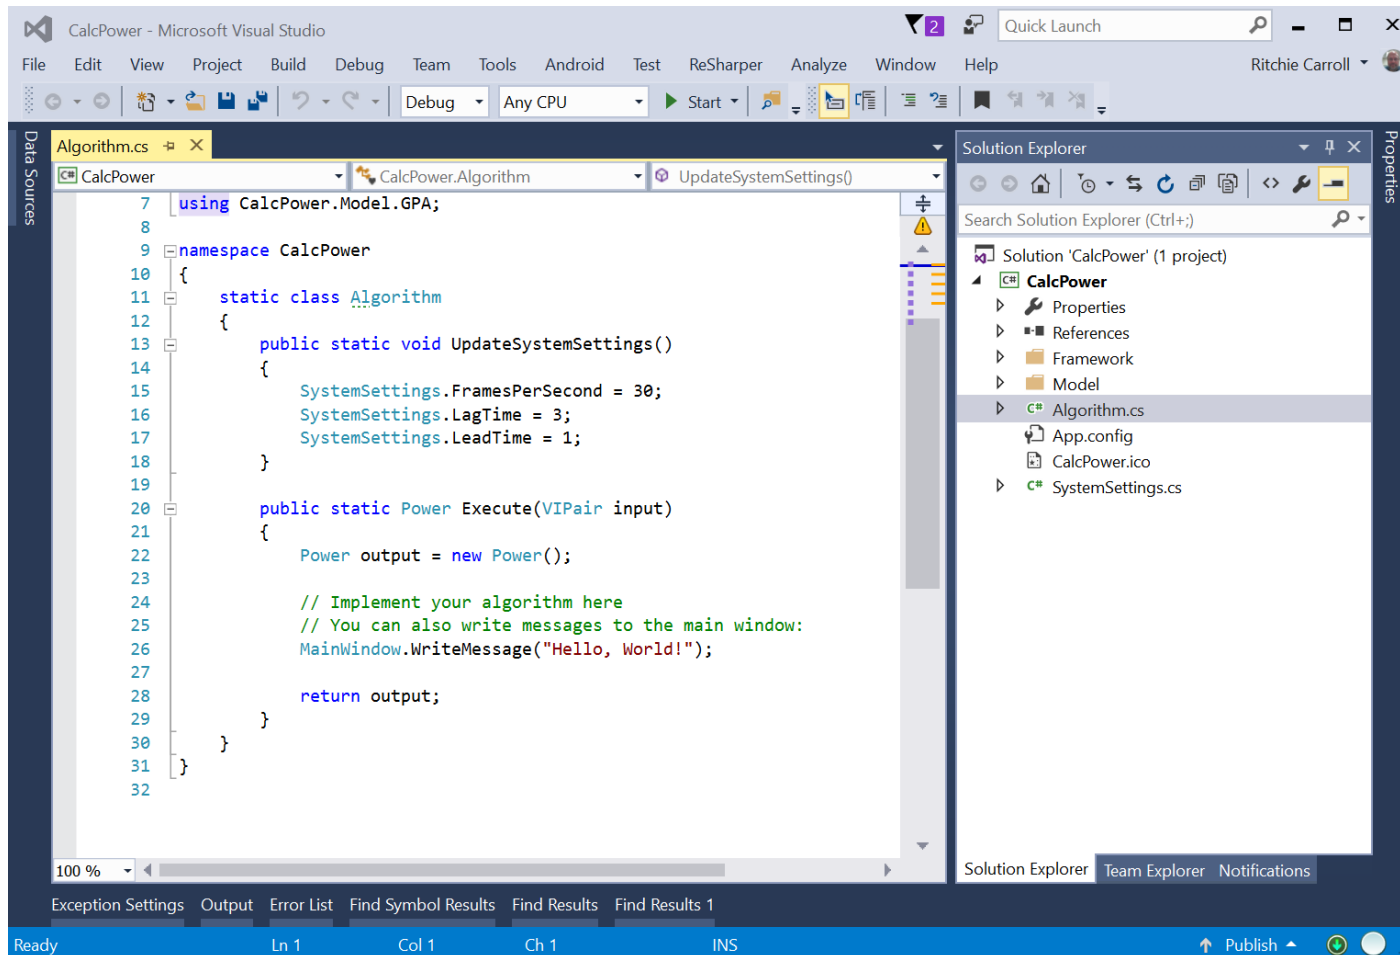 CalcPower - Microsoft Visual Studio
2
Quick Launch
File Edit View Project Build Debug Team Tools Android Test ReSharper Analyze Window Help
Ritchie Carroll
Debug
Any CPU
Start
Data Sources
Algorithm.cs
CalcPower
CalcPower.Algorithm
UpdateSystemSettings()
7 using CalcPower.Model.GPA;
8
9 namespace CalcPower
10 {
11 static class Algorithm
12 {
13 public static void UpdateSystemSettings()
14 {
15 SystemSettings.FramesPerSecond = 30;
16 SystemSettings.LagTime = 3;
17 SystemSettings.LeadTime = 1;
18 }
19
20 public static Power Execute(VIPair input)
21 {
22 Power output = new Power();
23
24 // Implement your algorithm here
25 // You can also write messages to the main window:
26 MainWindow.WriteMessage("Hello, World!");
27
28 return output;
29 }
30 }
31 }
32
100 %
Solution Explorer
Search Solution Explorer (Ctrl+;)
Solution 'CalcPower' (1 project)
C# CalcPower
Properties
References
Framework
Model
C# Algorithm.cs
App.config
CalcPower.ico
C# SystemSettings.cs
Solution Explorer Team Explorer Notifications
Properties
Exception Settings Output Error List Find Symbol Results Find Results Find Results 1
Ready Ln 1 Col 1 Ch 1 INS Publish